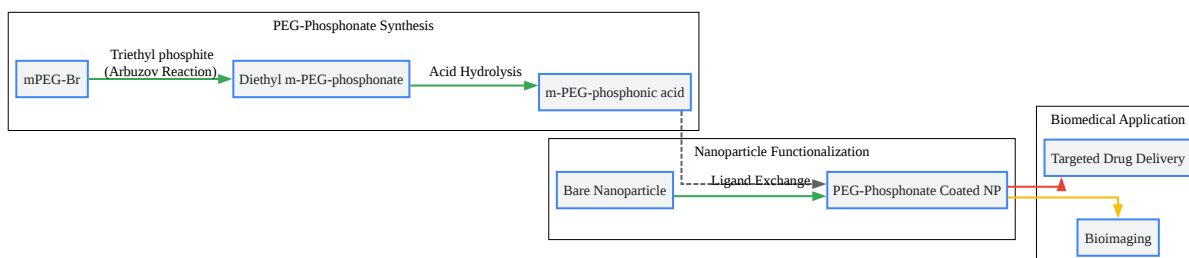 PEG-Phosphonate Synthesis
mPEG-Br
Triethyl phosphite
(Arbuzov Reaction)
Diethyl m-PEG-phosphonate
Acid Hydrolysis
m-PEG-phosphonic acid
Nanoparticle Functionalization
Bare Nanoparticle
Ligand Exchange
PEG-Phosphonate Coated NP
Biomedical Application
Targeted Drug Delivery
Bioimaging